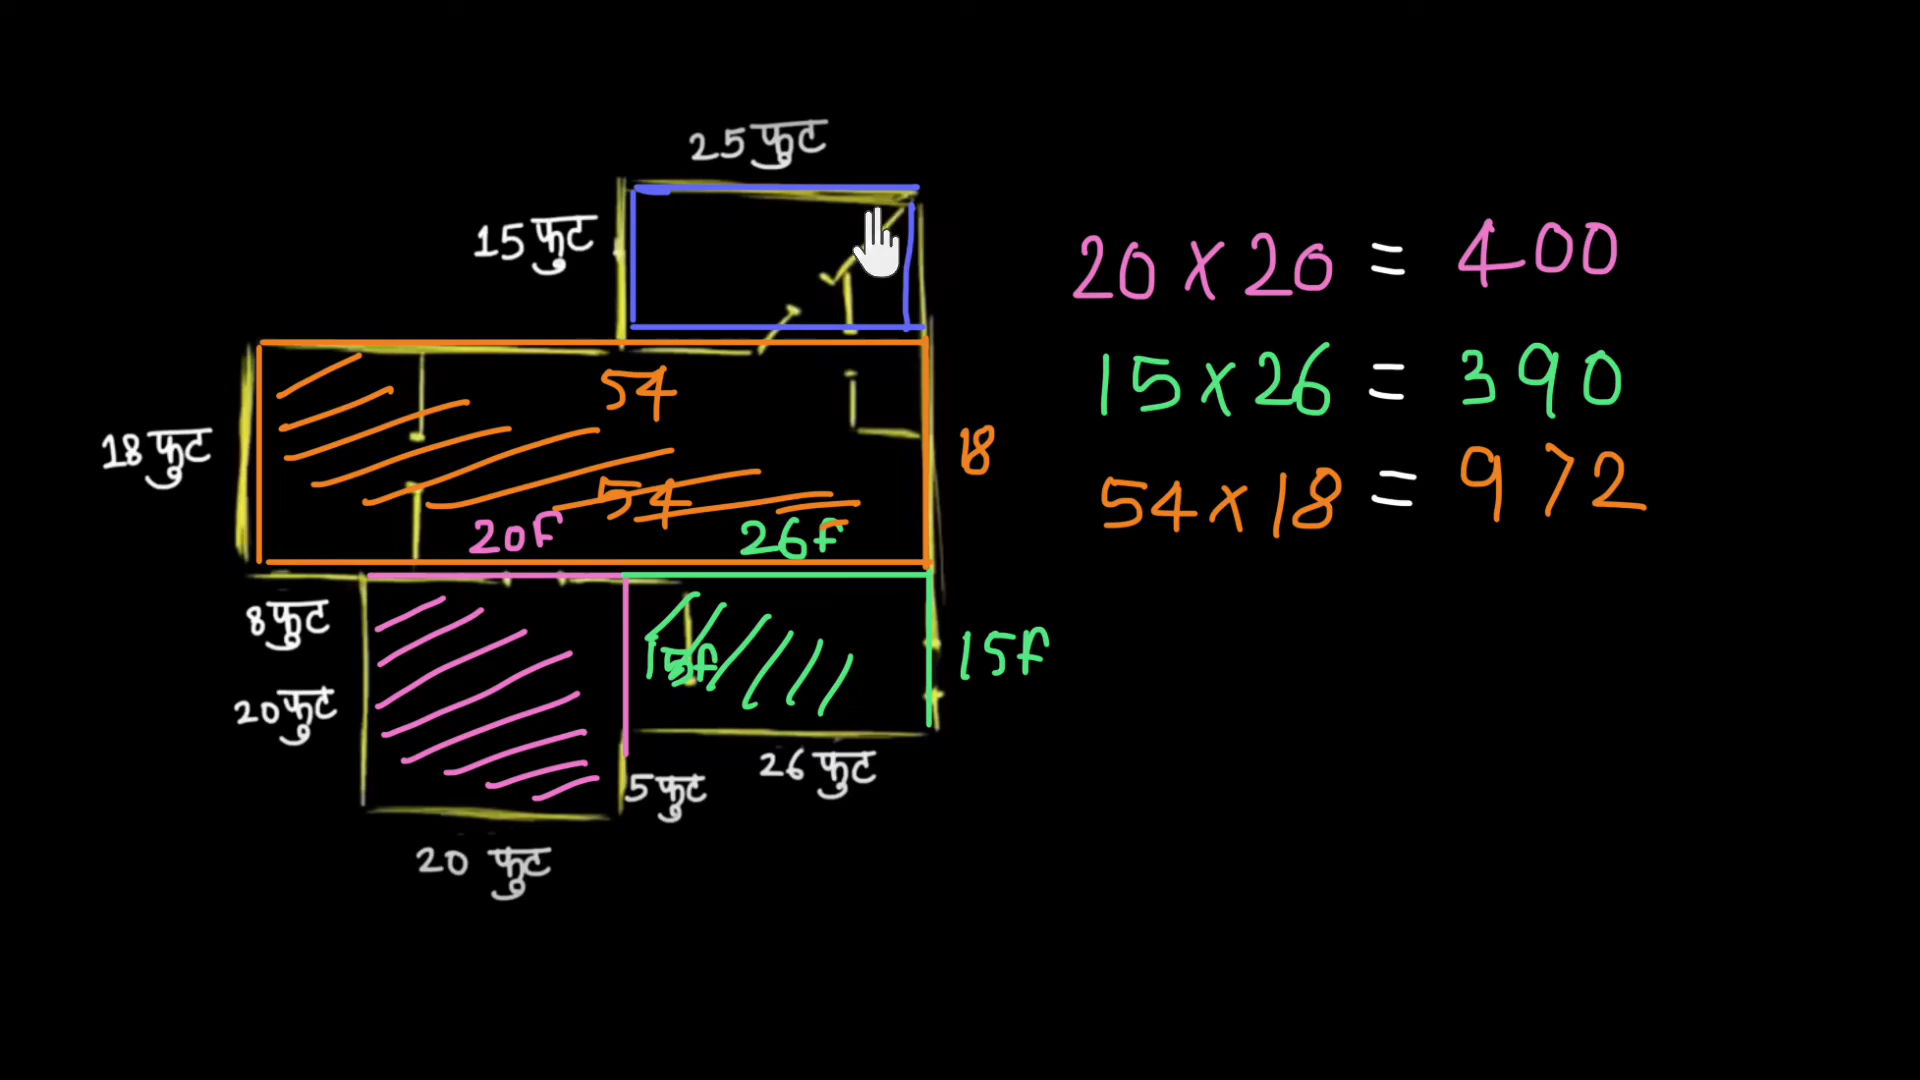 25 फुट
15 फुट
20 x 20 = 400
15 x 26 = 390
54
18 फुट
18
54 x 18 = 972
54
20f
26f
8 फुट
15f
15f
20 फुट
26 फुट
5 फुट
20 फुट